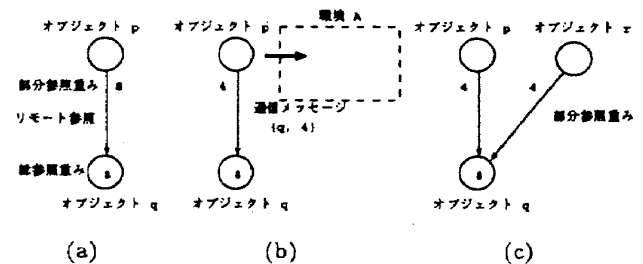 オブジェクト p
部分参照重み 8
リモート参照
総参照重み 8
オブジェクト q
(a)
オブジェクト p
環境 A
4
通信メッセージ
{q, 4}
8
オブジェクト q
(b)
オブジェクト p
オブジェクト r
4
4
部分参照重み
8
オブジェクト q
(c)